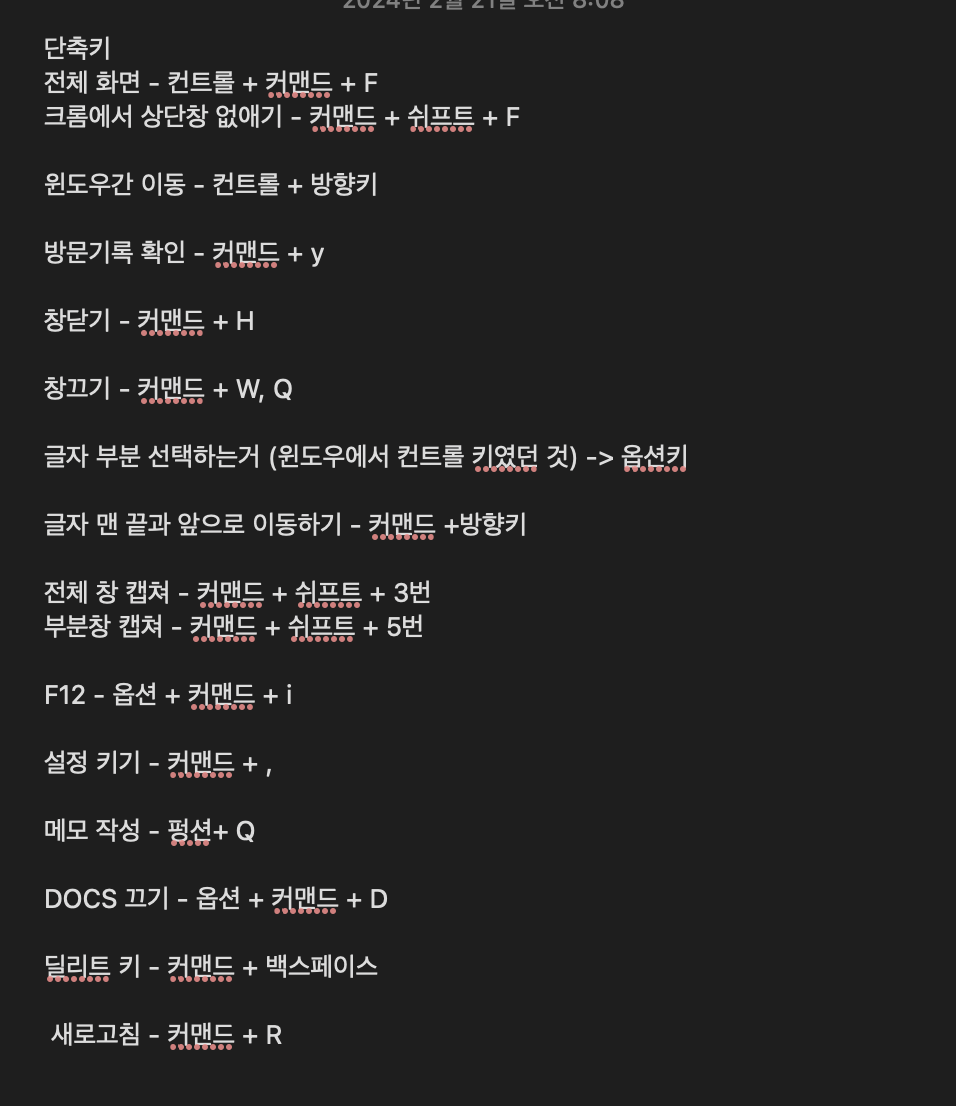 2024년 2월 21일 오전 8:08
단축키
전체 화면 - 컨트롤 + 커맨드 + F
크롬에서 상단창 없애기 - 커맨드 + 쉬프트 + F
윈도우간 이동 - 컨트롤 + 방향키
방문기록 확인 - 커맨드 + y
창닫기 - 커맨드 + H
창끄기 - 커맨드 + W, Q
글자 부분 선택하는거 (윈도우에서 컨트롤 키였던 것) -> 옵션키
글자 맨 끝과 앞으로 이동하기 - 커맨드 +방향키
전체 창 캡쳐 - 커맨드 + 쉬프트 + 3번
부분창 캡쳐 - 커맨드 + 쉬프트 + 5번
F12 - 옵션 + 커맨드 + i
설정 키기 - 커맨드 + ,
메모 작성 - 펑션+ Q
DOCS 끄기 - 옵션 + 커맨드 + D
딜리트 키 - 커맨드 + 백스페이스
새로고침 - 커맨드 + R